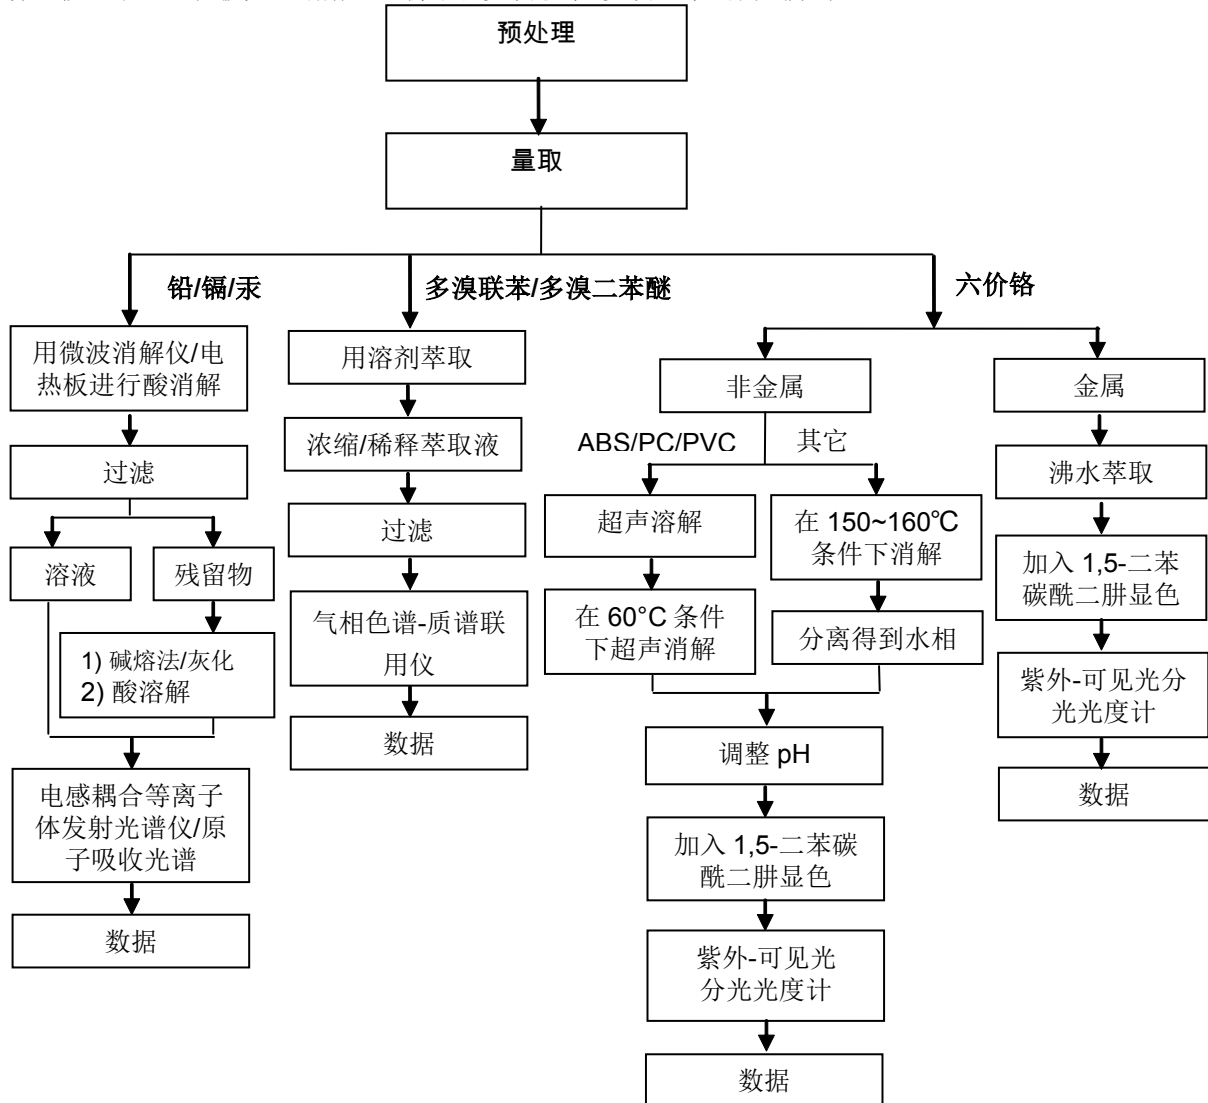 预处理
量取
铅/镉/汞
多溴联苯/多溴二苯醚
六价铬
用微波消解仪/电
热板进行酸消解
过滤
溶液
残留物
1) 碱熔法/灰化
2) 酸溶解
电感耦合等离子
体发射光谱仪/原
子吸收光谱
数据
用溶剂萃取
浓缩/稀释萃取液
过滤
气相色谱-质谱联
用仪
数据
非金属
ABS/PC/PVC
其它
超声溶解
在 60°C 条件
下超声消解
在 150~160℃
条件下消解
分离得到水相
调整 pH
加入 1,5-二苯碳
酰二肼显色
紫外-可见光
分光光度计
数据
金属
沸水萃取
加入 1,5-二苯
碳酰二肼显色
紫外-可见光分
光光度计
数据